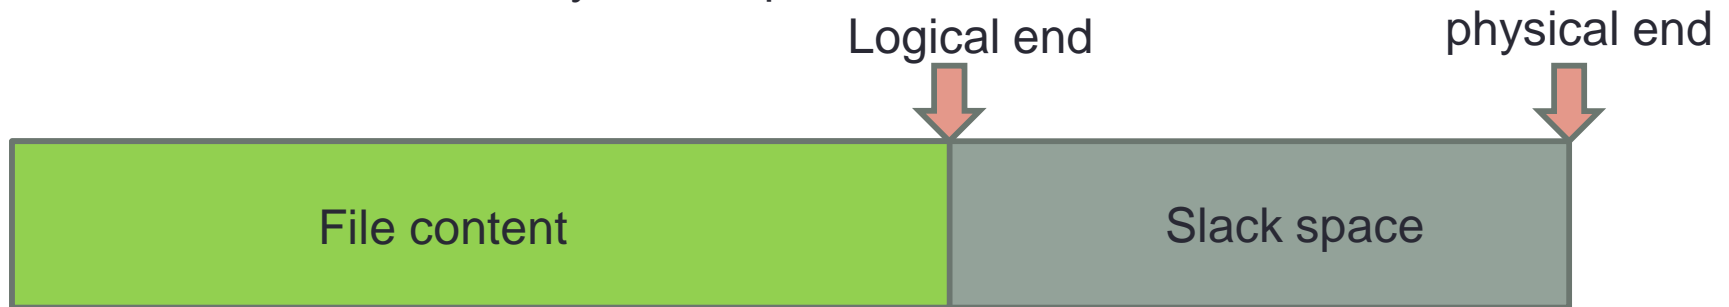 Logical end
physical end
File content
Slack space